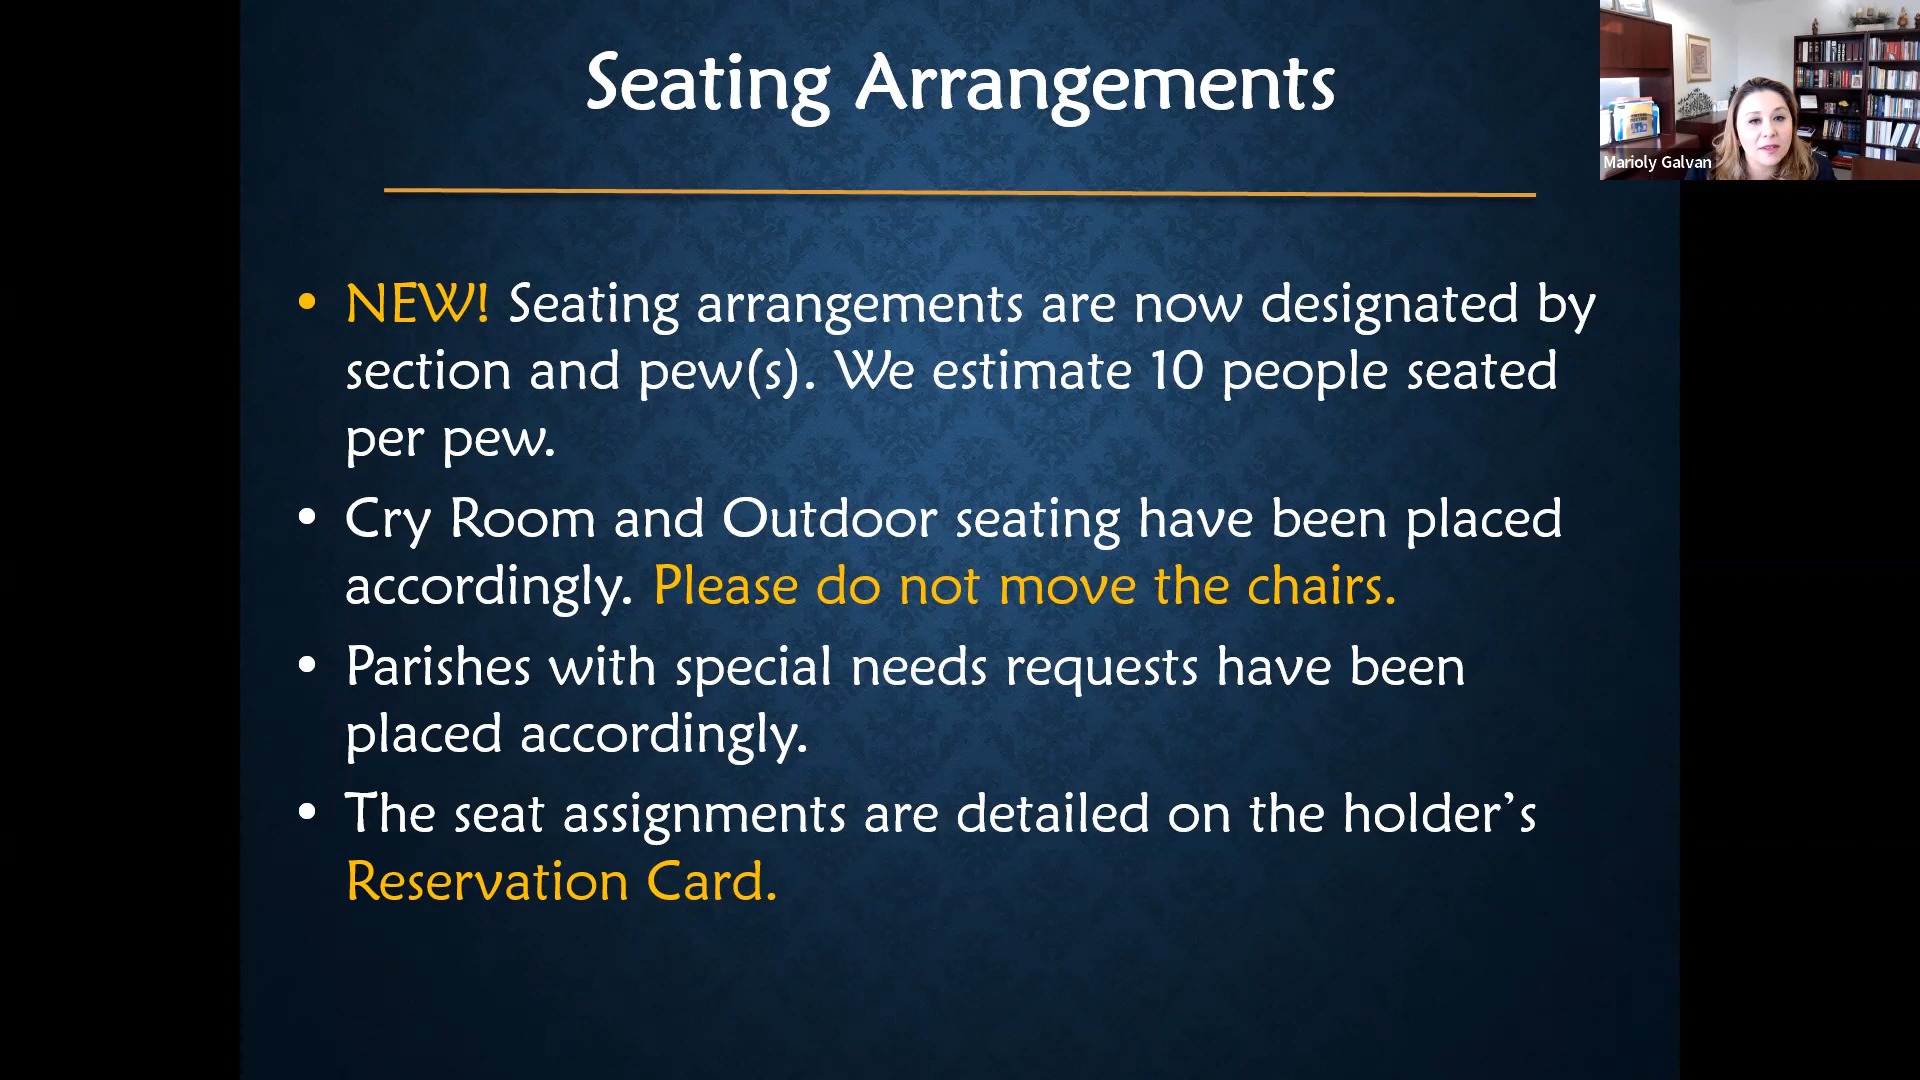 Seating Arrangements
Marioly Galvan
• NEW! Seating arrangements are now designated by
section and pew(s). We estimate 10 people seated
per pew.
• Cry Room and Outdoor seating have been placed
accordingly. Please do not move the chairs.
• Parishes with special needs requests have been
placed accordingly.
• The seat assignments are detailed on the holder’s
Reservation Card.